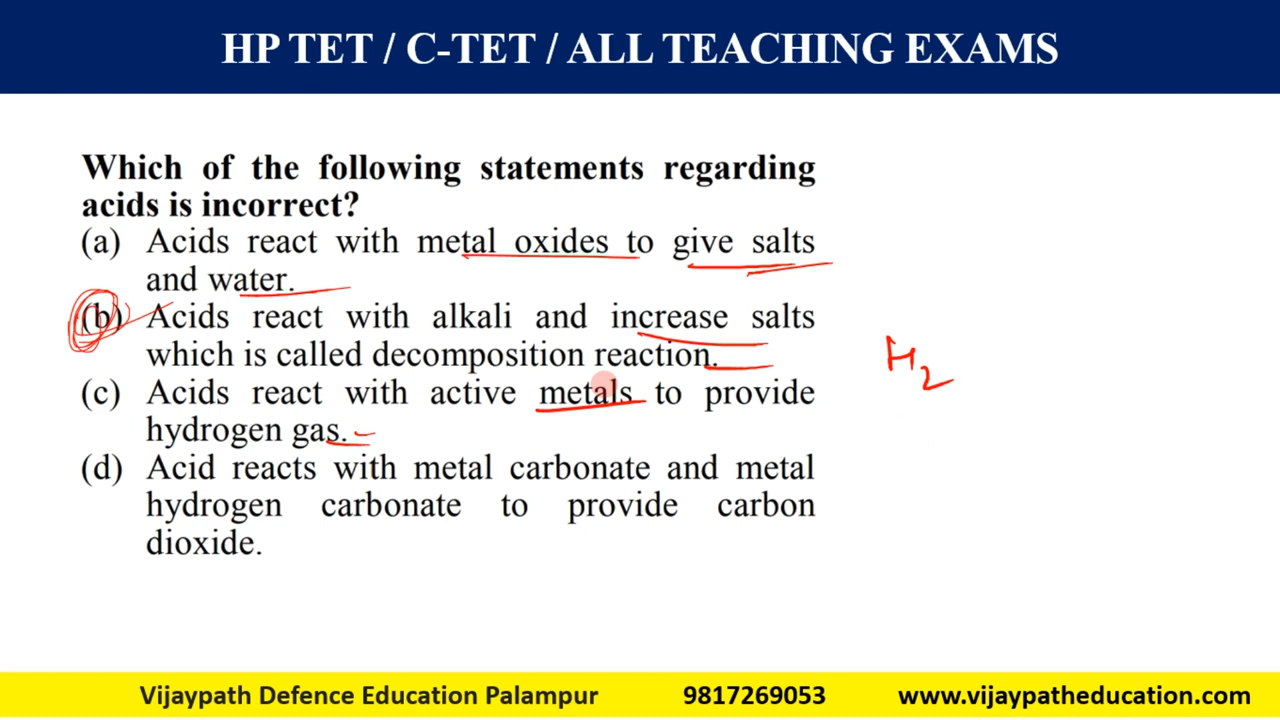 HP TET / C-TET / ALL TEACHING EXAMS
Which of the following statements regarding
acids is incorrect?
(a) Acids react with metal oxides to give salts
and water.
(b) Acids react with alkali and increase salts
which is called decomposition reaction.
H2
(c) Acids react with active metals to provide
hydrogen gas.
(d) Acid reacts with metal carbonate and metal
hydrogen carbonate to provide carbon
dioxide.
Vijaypath Defence Education Palampur 9817269053 www.vijaypatheducation.com